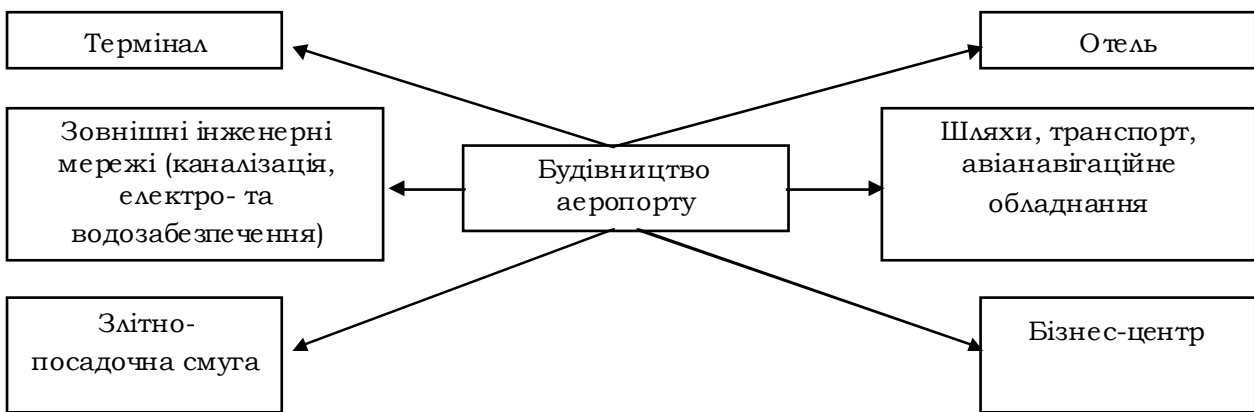 Термінал
Отель
Зовнішні інженерні
мережі (каналізація,
електро- та
водозабезпечення)
Будівництво
аеропорту
Шляхи, транспорт,
авіанавігаційне
обладнання
Злітно-
посадочна смуга
Бізнес-центр